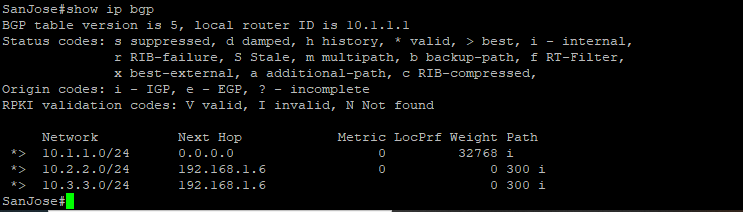 SanJose#show ip bgp
BGP table version is 5, local router ID is 10.1.1.1
Status codes: s suppressed, d damped, h history, * valid, > best, i - internal,
              r RIB-failure, S Stale, m multipath, b backup-path, f RT-Filter,
              x best-external, a additional-path, c RIB-compressed,
Origin codes: i - IGP, e - EGP, ? - incomplete
RPKI validation codes: V valid, I invalid, N Not found

     Network          Next Hop            Metric LocPrf Weight Path
 *>  10.1.1.0/24      0.0.0.0                  0         32768 i
 *>  10.2.2.0/24      192.168.1.6              0             0 300 i
 *>  10.3.3.0/24      192.168.1.6                            0 300 i
SanJose#